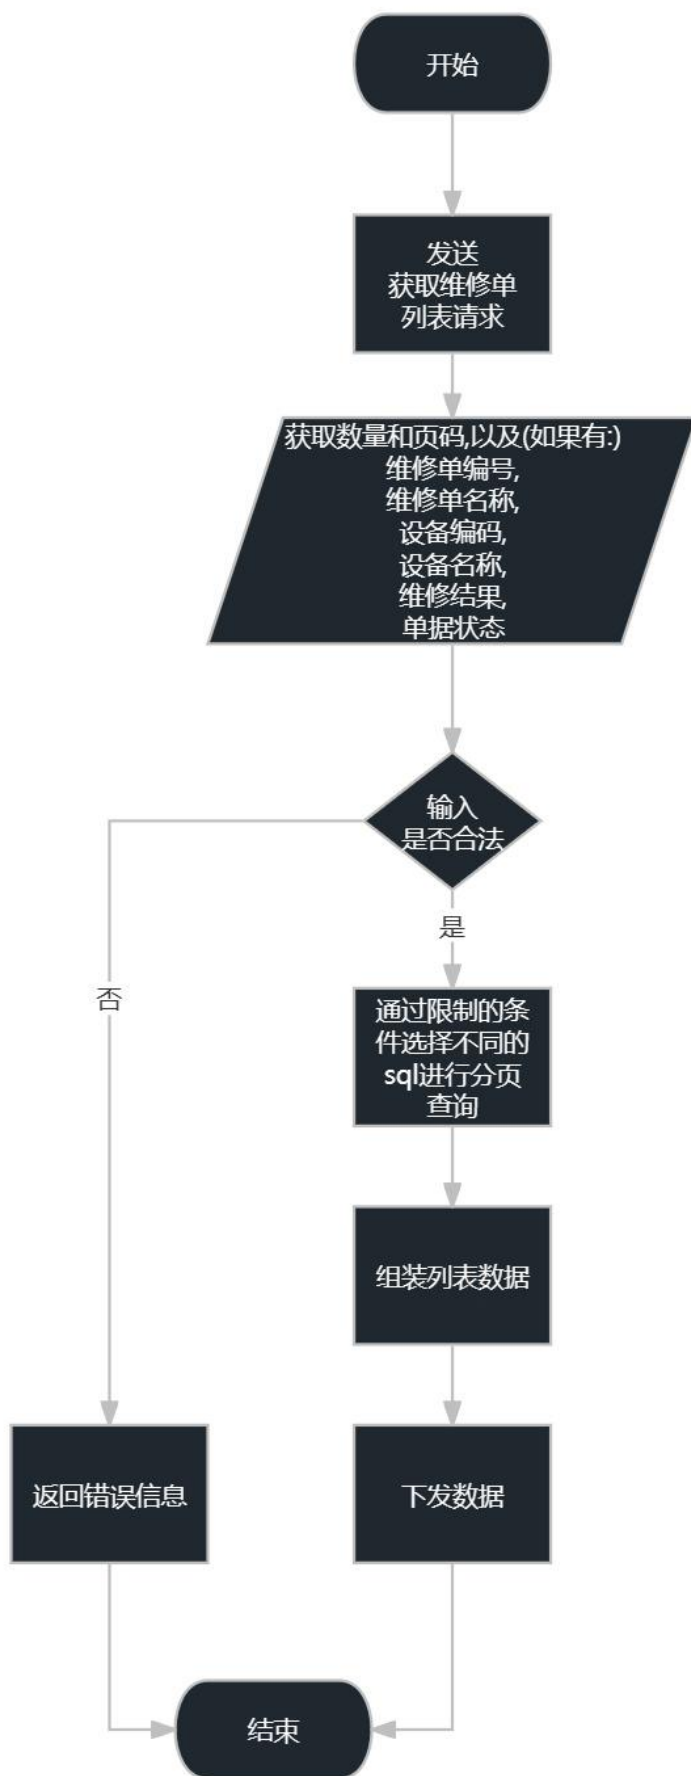 开始
发送
获取维修单
列表请求
获取数量和页码,以及(如果有:)
维修单编号,
维修单名称,
设备编码,
设备名称,
维修结果,
单据状态
输入
是否合法
是
否
通过限制的条
件选择不同的
sql进行分页
查询
组装列表数据
返回错误信息
下发数据
结束